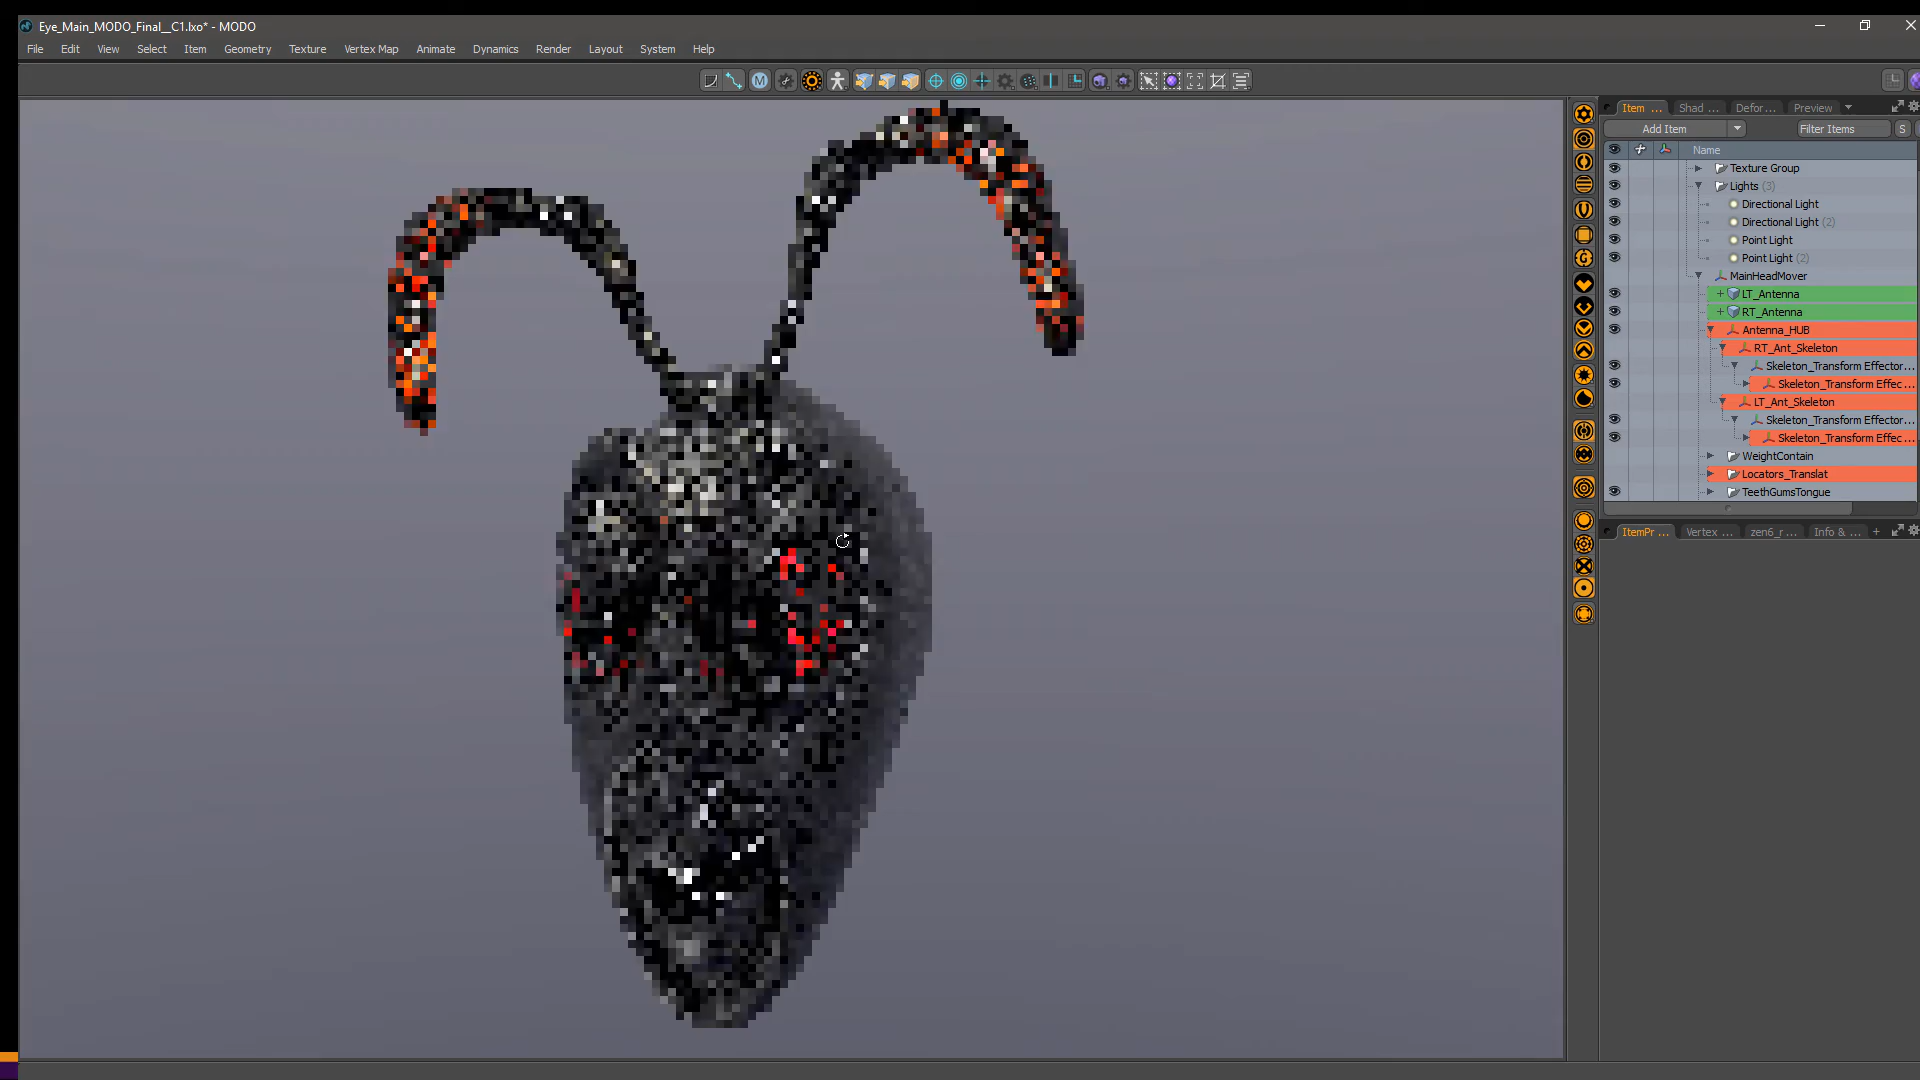 Eye_Main_MODO_Final__C1.lxo* - MODO
File Edit View Select Item Geometry Texture Vertex Map Animate Dynamics Render Layout System Help
Item ... Shad ... Defor... Preview
Add Item Filter Items S
Name
Texture Group
Lights (3)
Directional Light
Directional Light (2)
Point Light
Point Light (2)
MainHeadMover
LT_Antenna
RT_Antenna
Antenna_HUB
RT_Ant_Skeleton
Skeleton_Transform Effector...
Skeleton_Transform Effec ...
LT_Ant_Skeleton
Skeleton_Transform Effector...
Skeleton_Transform Effec ...
WeightContain
Locators_Translat
TeethGumsTongue
ItemPr ... Vertex ... zen6_r ... Info & ... +